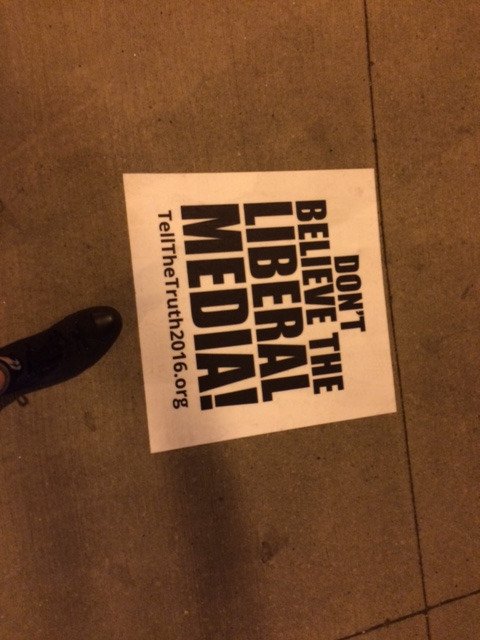 DON'T
BELIEVE THE
LIBERAL
MEDIA!
TellTheTruth2016.org